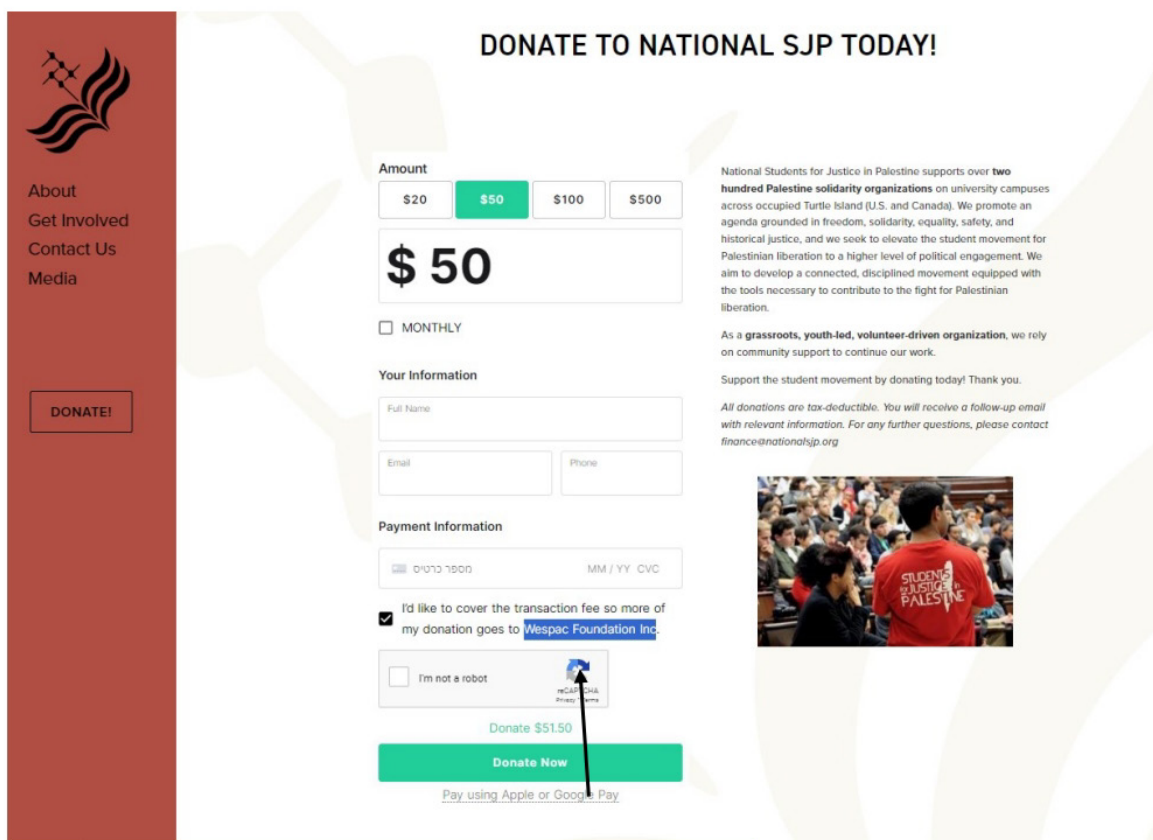 DONATE TO NATIONAL SJP TODAY!
About
Get Involved
Contact Us
Media
DONATE!
Amount
$20 $50 $100 $500
$ 50
MONTHLY
Your Information
Full Name
Email Phone
Payment Information
מספר כרטיס MM / YY CVC
I'd like to cover the transaction fee so more of
my donation goes to Wespac Foundation Inc.
I'm not a robot
reCAPTCHA
Privacy - Terms
Donate $51.50
Donate Now
Pay using Apple or Google Pay
National Students for Justice in Palestine supports over two
hundred Palestine solidarity organizations on university campuses
across occupied Turtle Island (U.S. and Canada). We promote an
agenda grounded in freedom, solidarity, equality, safety, and
historical justice, and we seek to elevate the student movement for
Palestinian liberation to a higher level of political engagement. We
aim to develop a connected, disciplined movement equipped with
the tools necessary to contribute to the fight for Palestinian
liberation.
As a grassroots, youth-led, volunteer-driven organization, we rely
on community support to continue our work.
Support the student movement by donating today! Thank you.
All donations are tax-deductible. You will receive a follow-up email
with relevant information. For any further questions, please contact
finance@nationalsjp.org
STUDENTS
for JUSTICE in
PALESTINE